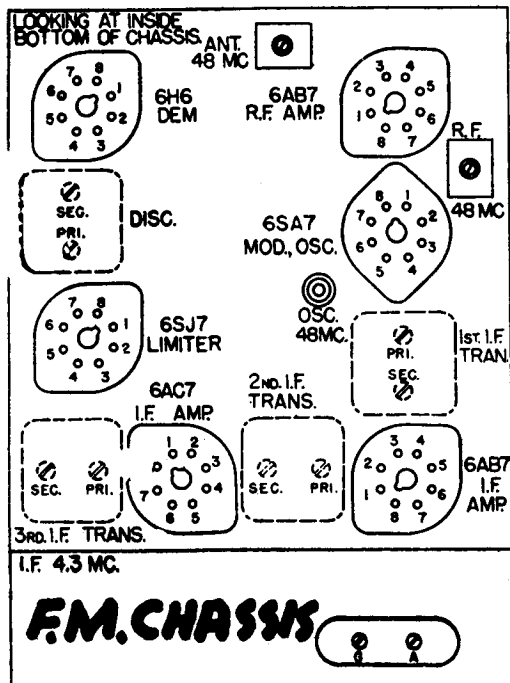 LOOKING AT INSIDE
BOTTOM OF CHASSIS.
ANT.
48 MC
7 8
6 1
5 2
4 3
6H6
DEM
6AB7
R.F. AMP.
3 4
2 5
1 6
8 7
R.F.
48 MC
SEC.
PRI.
DISC.
6SA7
MOD., OSC.
8 1
7 2
6 3
5 4
OSC.
48MC.
7 8
6 1
5 2
4 3
6SJ7
LIMITER
PRI.
SEC.
1ST. I.F.
TRAN.
6AC7
I.F. AMP.
2ND. I.F.
TRANS.
SEC. PRI.
3RD. I.F. TRANS.
1 2
3
7 4
6 5
SEC. PRI.
3 4
2 5
1 6
8 7
6AB7
I.F.
AMP.
I.F. 4.3 MC.
F.M. CHASSIS
G A